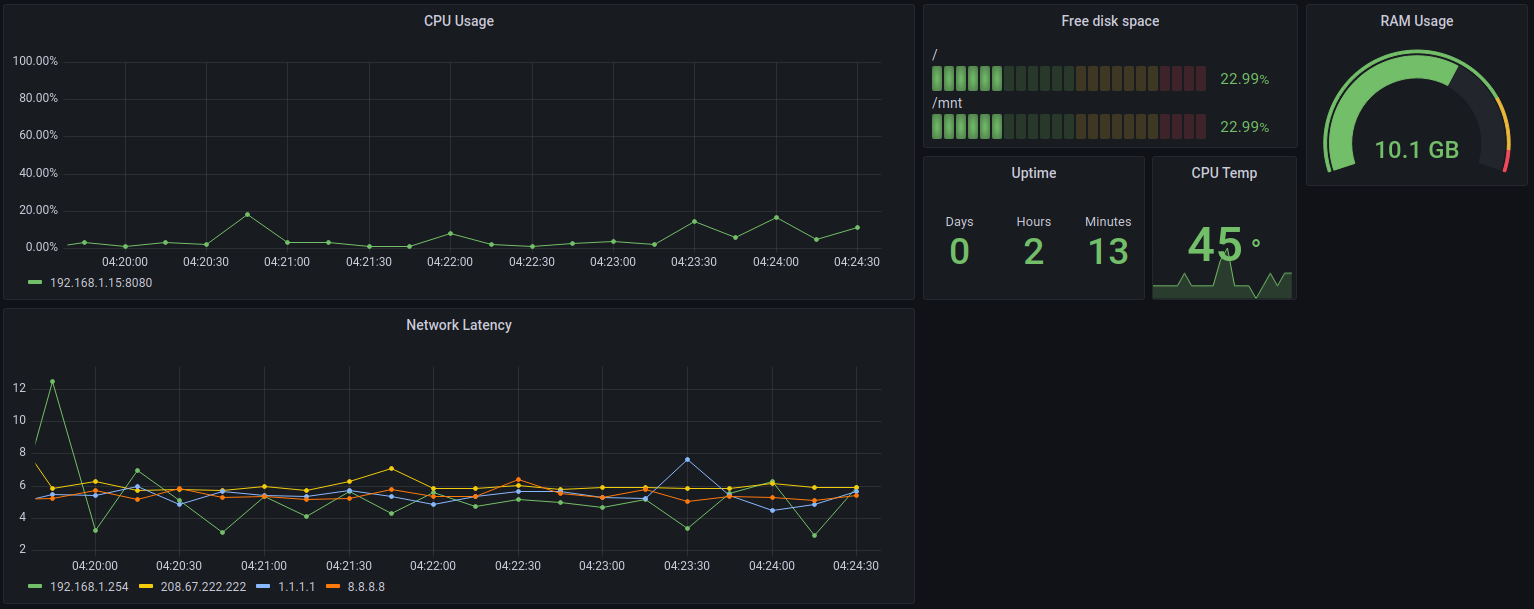 CPU Usage
100.00%
80.00%
60.00%
40.00%
20.00%
0.00%
04:20:00 04:20:30 04:21:00 04:21:30 04:22:00 04:22:30 04:23:00 04:23:30 04:24:00 04:24:30
192.168.1.15:8080
Free disk space
/
22.99%
/mnt
22.99%
RAM Usage
10.1 GB
Uptime
Days Hours Minutes
0 2 13
CPU Temp
45 °
Network Latency
12
10
8
6
4
2
04:20:00 04:20:30 04:21:00 04:21:30 04:22:00 04:22:30 04:23:00 04:23:30 04:24:00 04:24:30
192.168.1.254 208.67.222.222 1.1.1.1 8.8.8.8